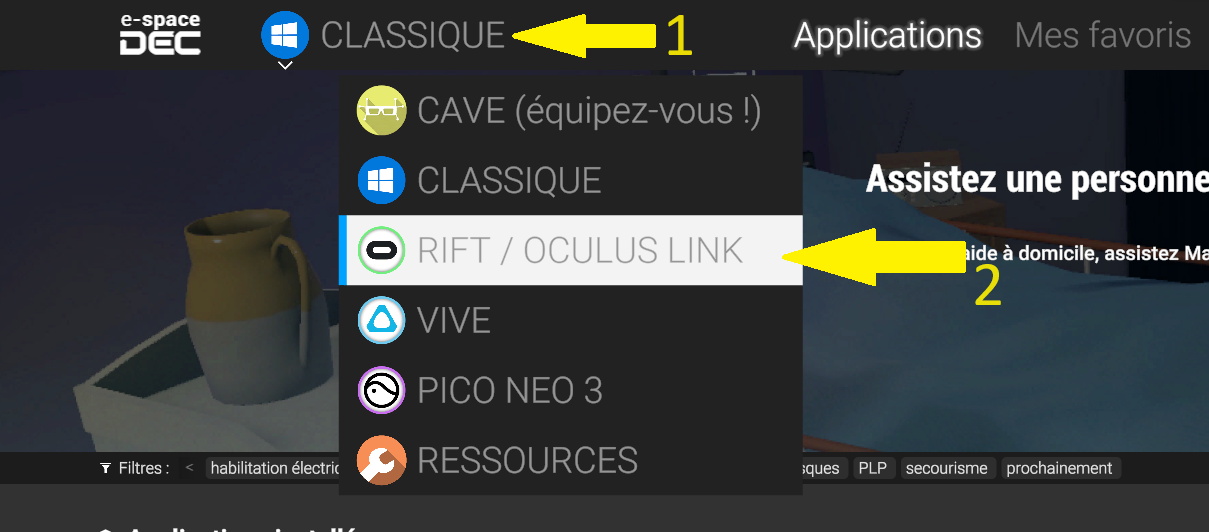 e-space
DEC
CLASSIQUE
1
Applications
Mes favoris
CAVE (équipez-vous !)
CLASSIQUE
RIFT / OCULUS LINK
2
VIVE
PICO NEO 3
RESSOURCES
Assistez une personne
aide à domicile, assistez Ma
Filtres : < habilitation électric
sques PLP secourisme prochainement